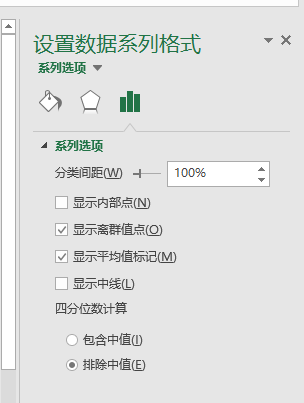 设置数据系列格式
系列选项
系列选项
分类间距(W) 100%
显示内部点(N)
显示离群值点(O)
显示平均值标记(M)
显示中线(L)
四分位数计算
包含中值(I)
排除中值(E)